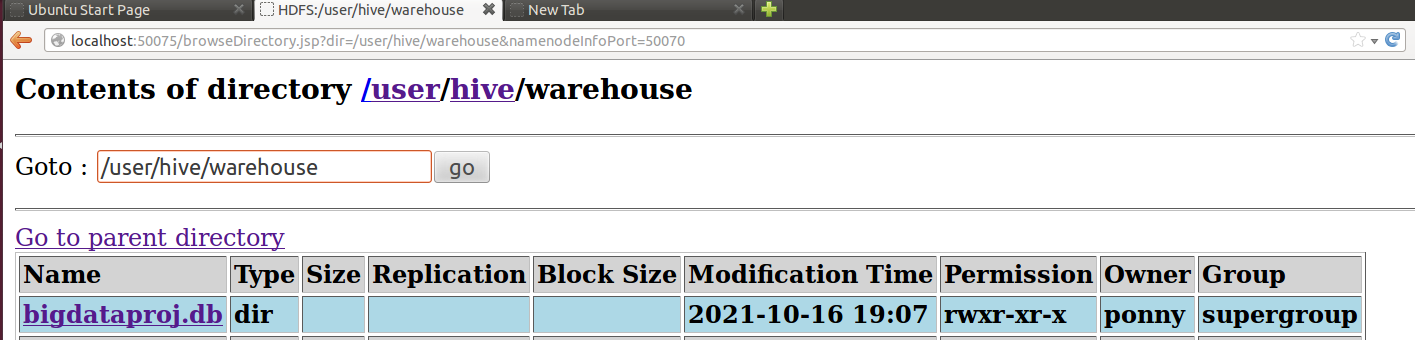 Ubuntu Start Page HDFS:/user/hive/warehouse New Tab
localhost:50075/browseDirectory.jsp?dir=/user/hive/warehouse&namenodeInfoPort=50070
Contents of directory /user/hive/warehouse
Goto : /user/hive/warehouse go
Go to parent directory
Name Type Size Replication Block Size Modification Time Permission Owner Group
bigdataproj.db dir 2021-10-16 19:07 rwxr-xr-x ponny supergroup